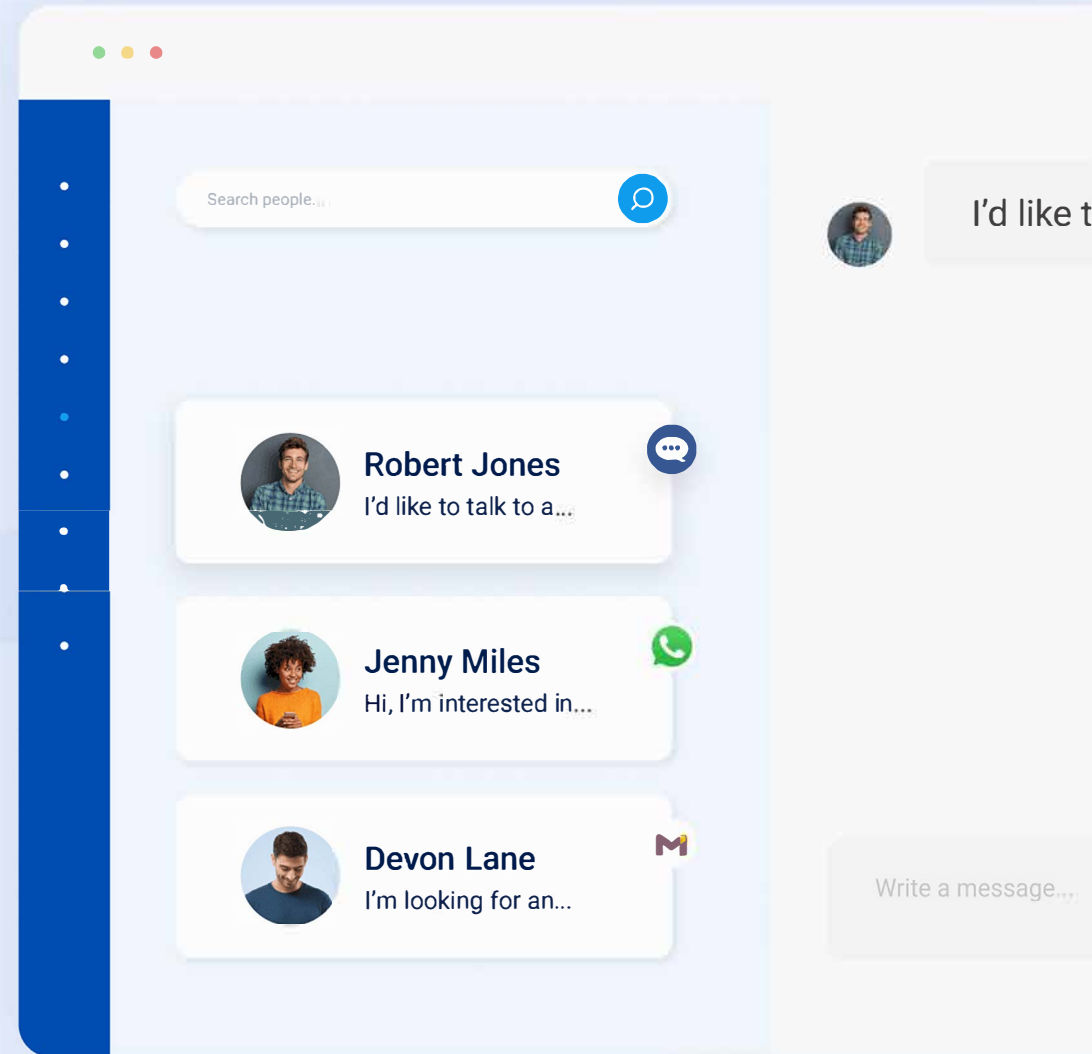 Search people...
I'd like t
Robert Jones
I'd like to talk to a...
Jenny Miles
Hi, I'm interested in...
Devon Lane
I'm looking for an...
Write a message...